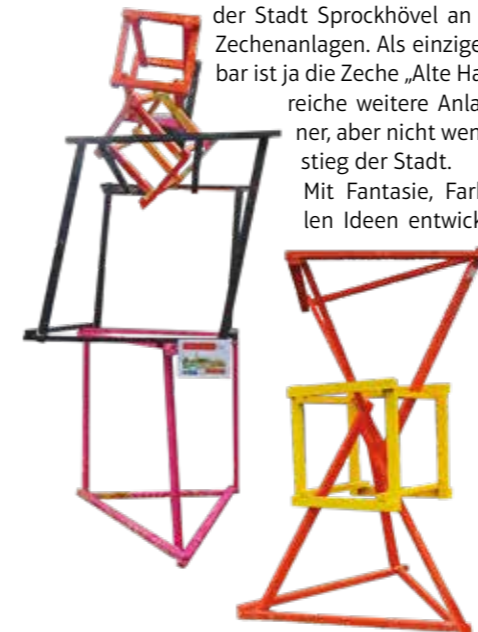 der Stadt Sprockhövel an
Zechenanlagen. Als einzige
bar ist ja die Zeche „Alte Ha
reiche weitere Anla
ner, aber nicht wen
stieg der Stadt.
Mit Fantasie, Farl
len Ideen entwick